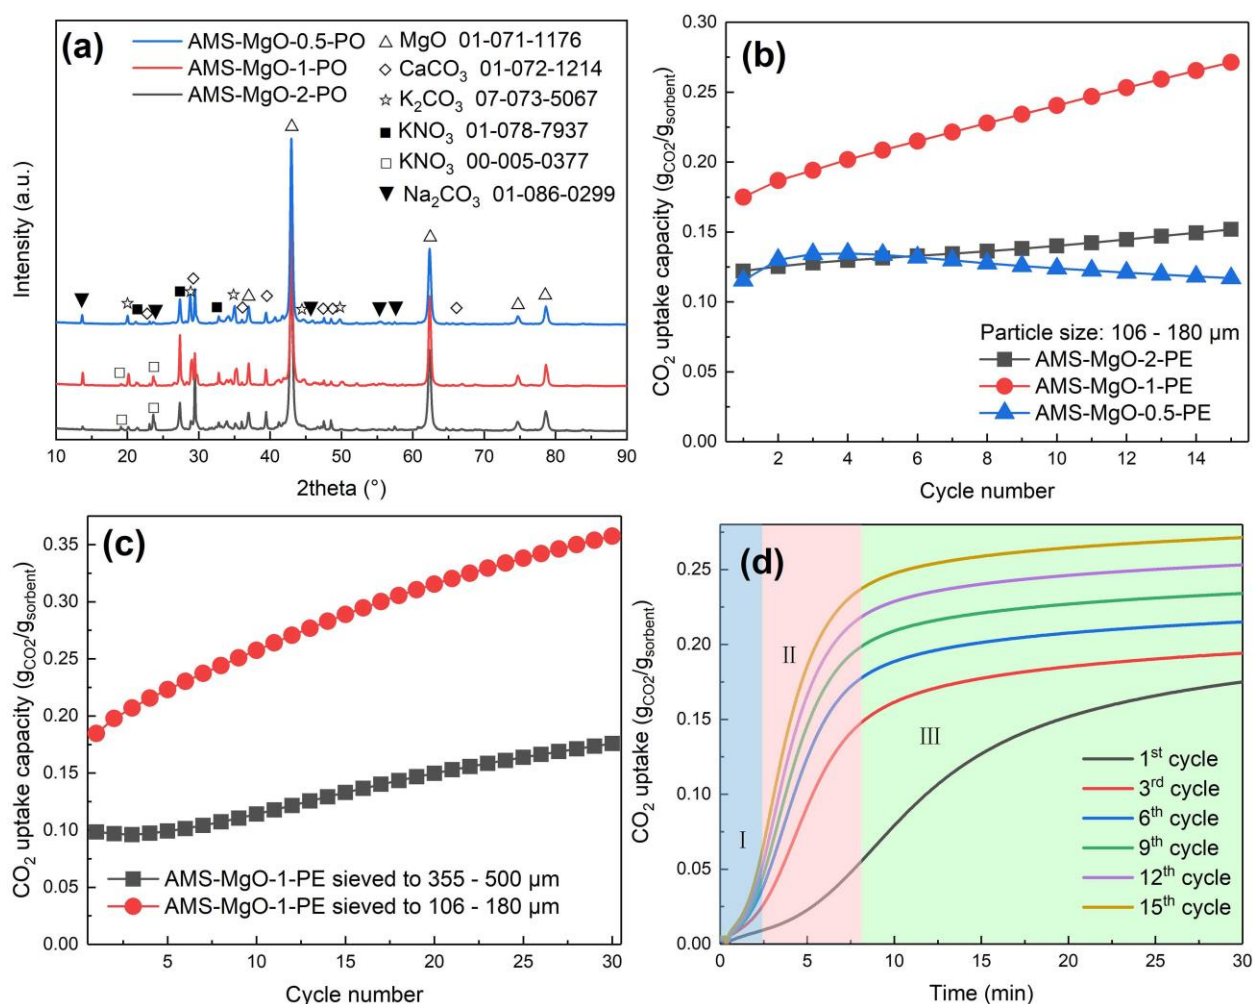 (a)
AMS-MgO-0.5-PO
AMS-MgO-1-PO
AMS-MgO-2-PO
MgO 01-071-1176
CaCO3 01-072-1214
K2CO3 07-073-5067
KNO3 01-078-7937
KNO3 00-005-0377
Na2CO3 01-086-0299
Intensity (a.u.)
10 20 30 40 50 60 70 80 90
2theta (°)
(b)
CO2 uptake capacity (gCO2/gsorbent)
0.30
0.25
0.20
0.15
0.10
0.05
0.00
Particle size: 106 - 180 µm
AMS-MgO-2-PE
AMS-MgO-1-PE
AMS-MgO-0.5-PE
2 4 6 8 10 12 14
Cycle number
(c)
CO2 uptake capacity (gCO2/gsorbent)
0.35
0.30
0.25
0.20
0.15
0.10
0.05
0.00
AMS-MgO-1-PE sieved to 355 - 500 µm
AMS-MgO-1-PE sieved to 106 - 180 µm
5 10 15 20 25 30
Cycle number
(d)
CO2 uptake (gCO2/gsorbent)
0.25
0.20
0.15
0.10
0.05
0.00
I
II
III
1st cycle
3rd cycle
6th cycle
9th cycle
12th cycle
15th cycle
0 5 10 15 20 25 30
Time (min)